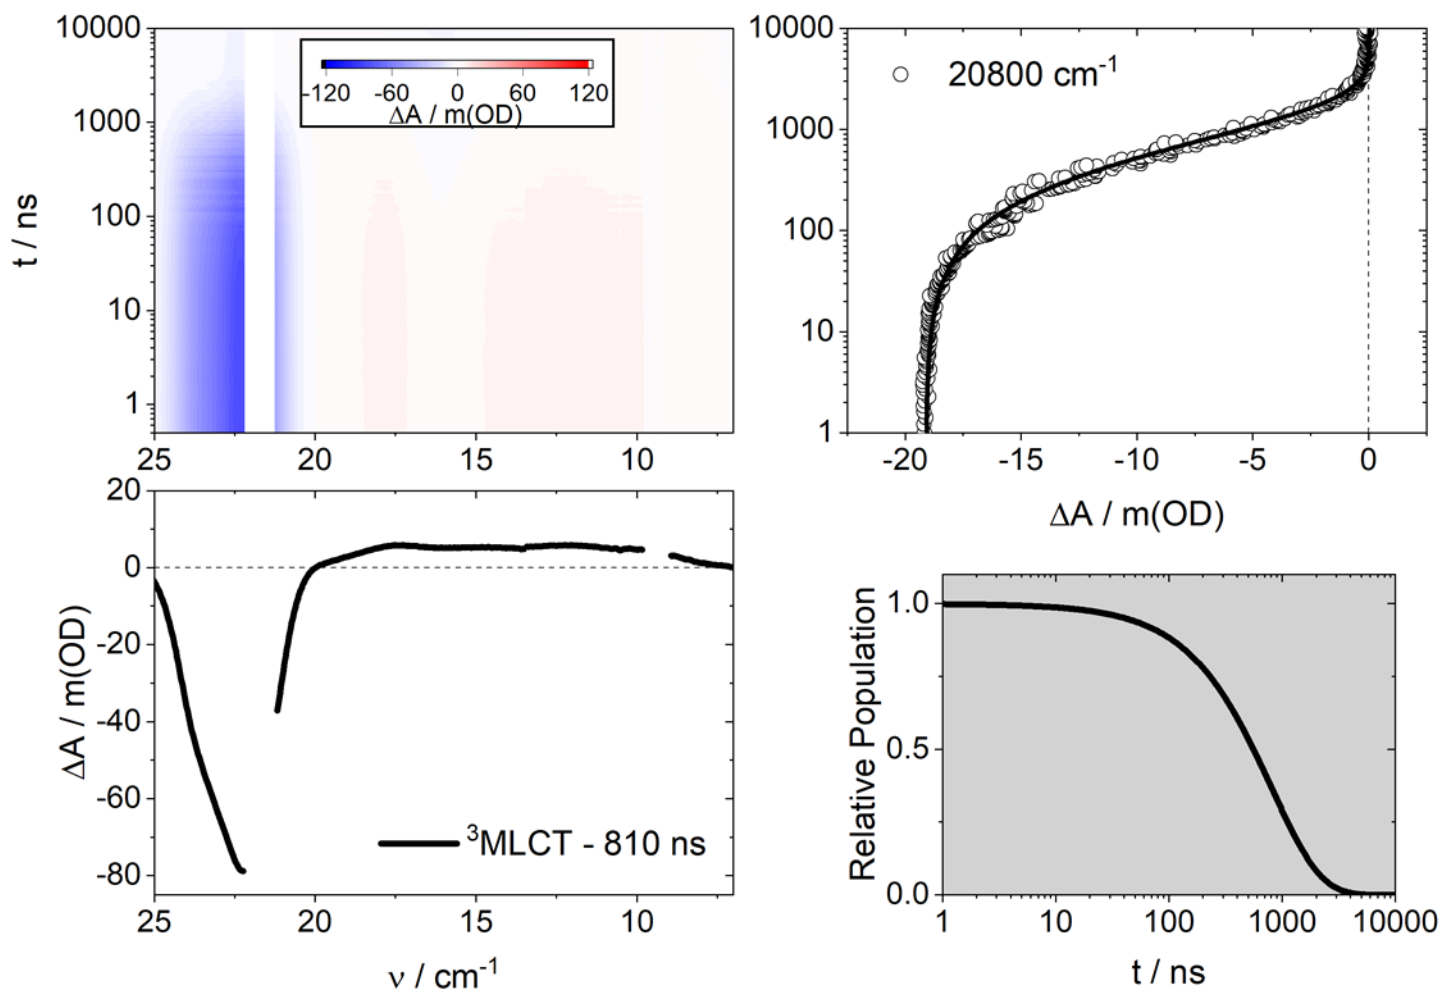 10000
1000
100
10
1
t / ns
-120 -60 0 60 120
ΔA / m(OD)
25 20 15 10
10000
1000
100
10
1
20800 cm⁻¹
-20 -15 -10 -5 0
ΔA / m(OD)
20
0
-20
-40
-60
-80
ΔA / m(OD)
³MLCT - 810 ns
25 20 15 10
ν / cm⁻¹
1.0
0.5
0.0
Relative Population
1 10 100 1000 10000
t / ns